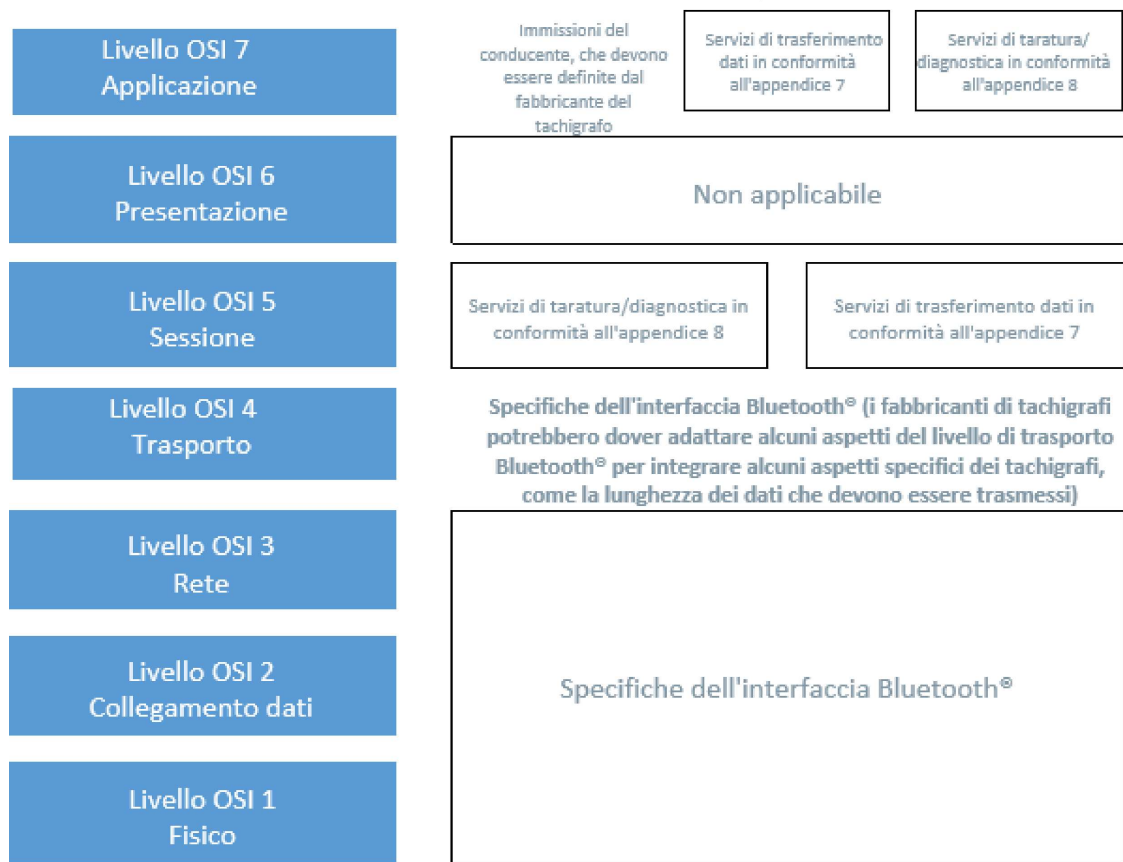 Livello OSI 7
Applicazione
Immissioni del
conducente, che devono
essere definite dal
fabbricante del
tachigrafo
Servizi di trasferimento
dati in conformità
all'appendice 7
Servizi di taratura/
diagnostica in conformità
all'appendice 8
Livello OSI 6
Presentazione
Non applicabile
Livello OSI 5
Sessione
Servizi di taratura/diagnostica in
conformità all'appendice 8
Servizi di trasferimento dati in
conformità all'appendice 7
Livello OSI 4
Trasporto
Specifiche dell'interfaccia Bluetooth® (i fabbricanti di tachigrafi
potrebbero dover adattare alcuni aspetti del livello di trasporto
Bluetooth® per integrare alcuni aspetti specifici dei tachigrafi,
come la lunghezza dei dati che devono essere trasmessi)
Livello OSI 3
Rete
Livello OSI 2
Collegamento dati
Specifiche dell'interfaccia Bluetooth®
Livello OSI 1
Fisico